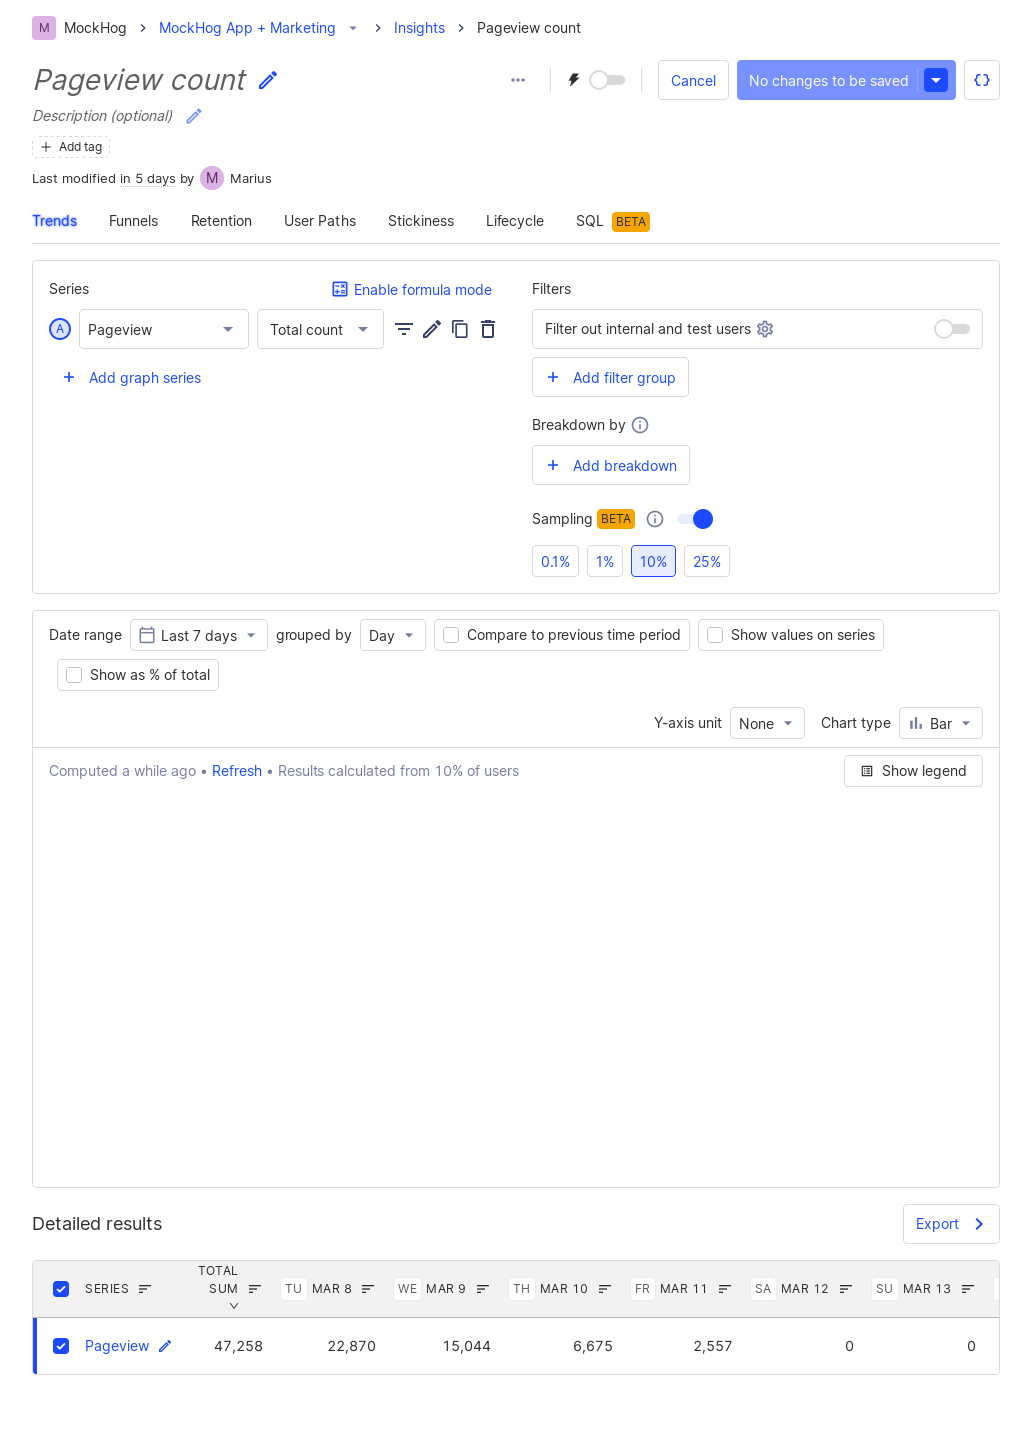 M MockHog MockHog App + Marketing Insights Pageview count
Pageview count
Cancel No changes to be saved
Description (optional)
Add tag
Last modified in 5 days by M Marius
Trends Funnels Retention User Paths Stickiness Lifecycle SQL BETA
Series Enable formula mode
A Pageview Total count
Add graph series
Filters
Filter out internal and test users
Add filter group
Breakdown by
Add breakdown
Sampling BETA
0.1% 1% 10% 25%
Date range Last 7 days grouped by Day Compare to previous time period Show values on series
Show as % of total
Y-axis unit None Chart type Bar
Computed a while ago • Refresh • Results calculated from 10% of users Show legend
Detailed results Export
SERIES TOTAL SUM TU MAR 8 WE MAR 9 TH MAR 10 FR MAR 11 SA MAR 12 SU MAR 13
Pageview 47,258 22,870 15,044 6,675 2,557 0 0